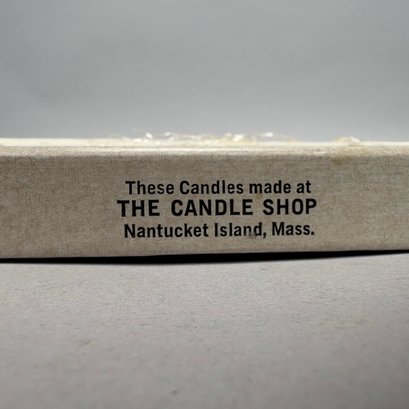 These Candles made at
THE CANDLE SHOP
Nantucket Island, Mass.